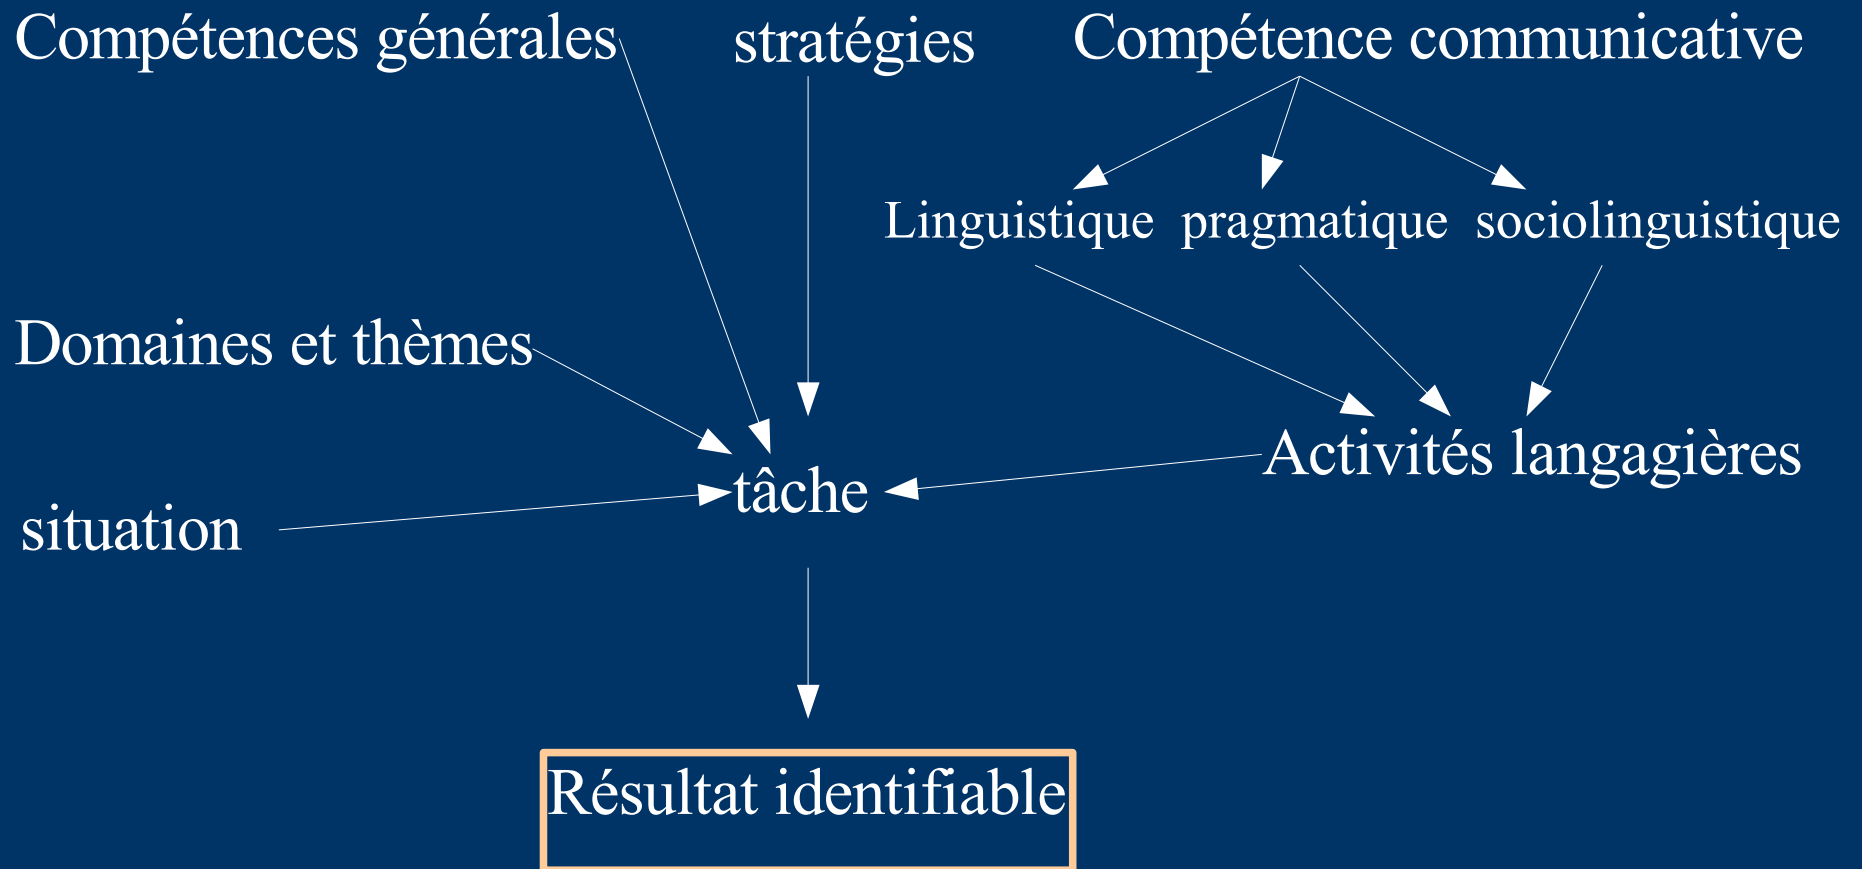 Compétences générales
stratégies
Compétence communicative
Linguistique
pragmatique
sociolinguistique
Domaines et thèmes
Activités langagières
tâche
situation
Résultat identifiable